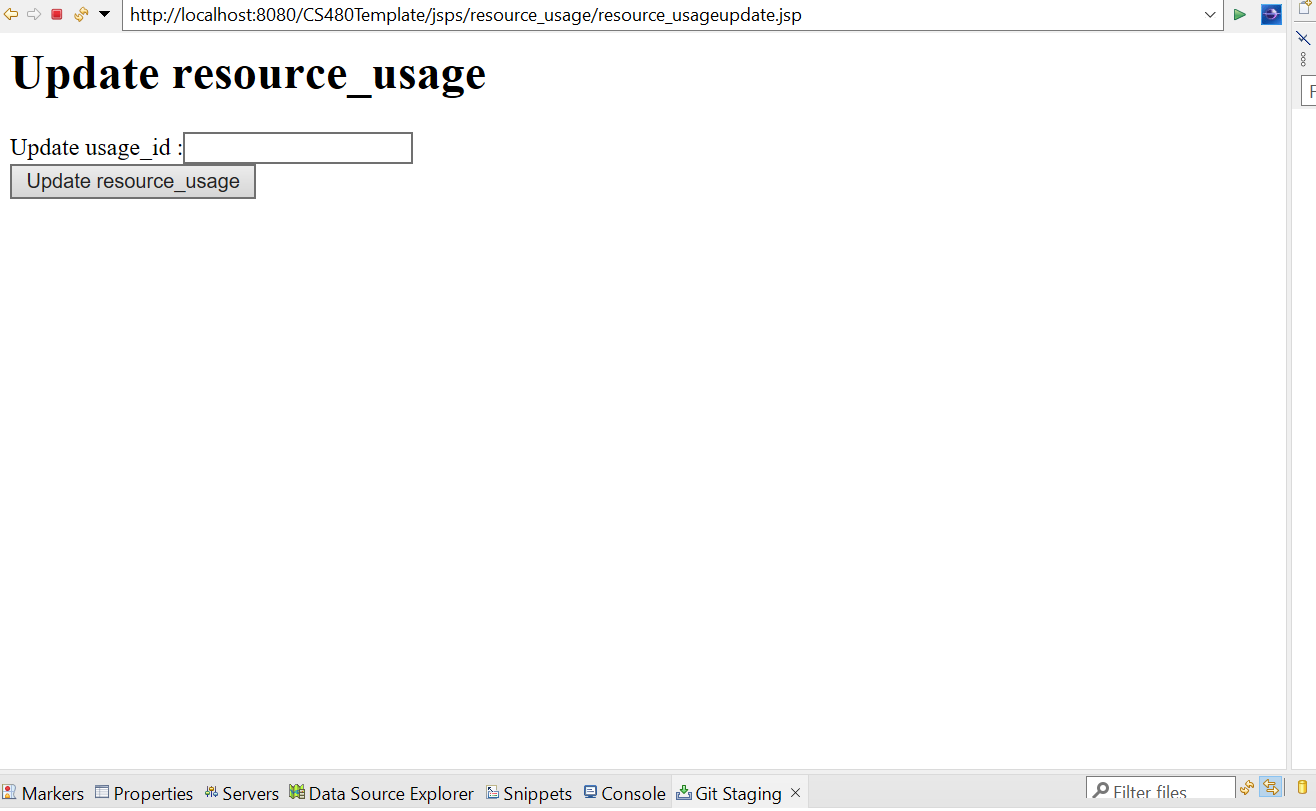 http://localhost:8080/CS480Template/jsps/resource_usage/resource_usageupdate.jsp
Update resource_usage
Update usage_id :
Update resource_usage
Markers Properties Servers Data Source Explorer Snippets Console Git Staging Filter files